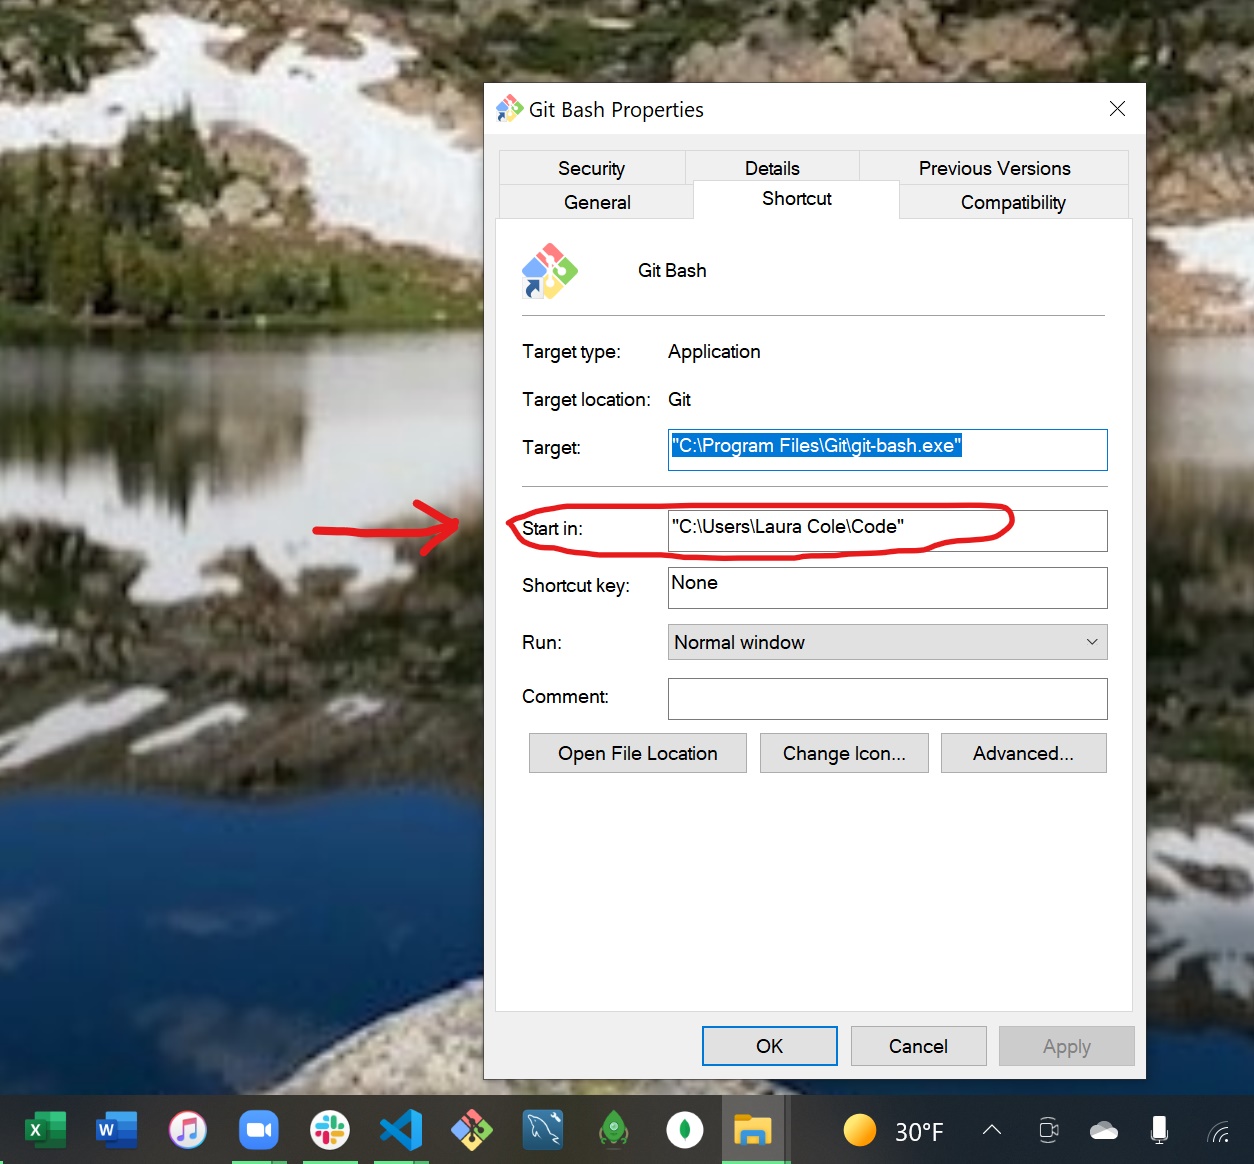 Git Bash Properties
Security
Details
Previous Versions
General
Shortcut
Compatibility
Git Bash
Target type:
Application
Target location:
Git
Target:
"C:\Program Files\Git\git-bash.exe"
Start in:
"C:\Users\Laura Cole\Code"
Shortcut key:
None
Run:
Normal window
Comment:
Open File Location
Change Icon...
Advanced...
OK
Cancel
Apply
X
W
30°F